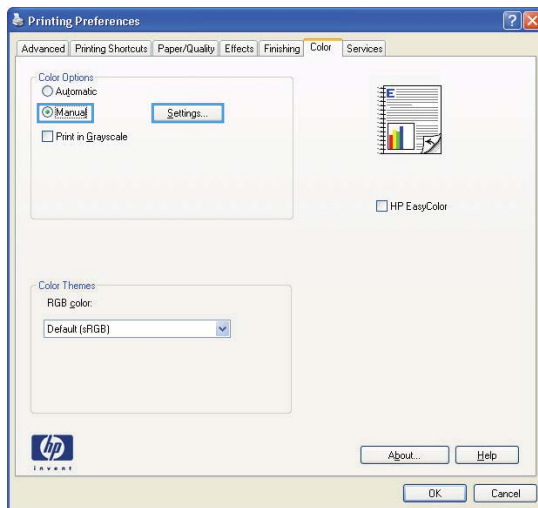 Printing Preferences
Advanced Printing Shortcuts Paper/Quality Effects Finishing Color Services
Color Options
Automatic
Manual Settings...
Print in Grayscale
E
HP EasyColor
Color Themes
RGB color:
Default (sRGB)
hp
invent
About... Help
OK Cancel